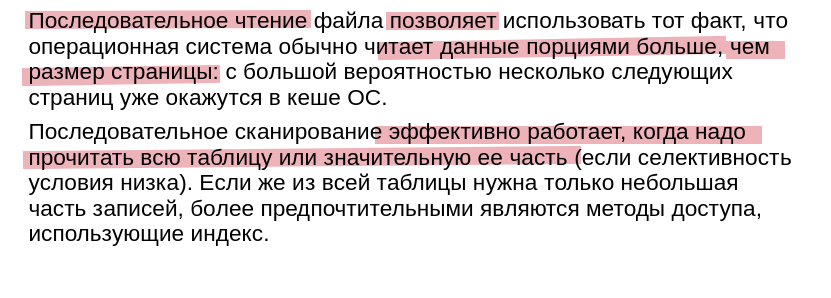 Последовательное чтение файла позволяет использовать тот факт, что
операционная система обычно читает данные порциями больше, чем
размер страницы: с большой вероятностью несколько следующих
страниц уже окажутся в кеше ОС.
Последовательное сканирование эффективно работает, когда надо
прочитать всю таблицу или значительную ее часть (если селективность
условия низка). Если же из всей таблицы нужна только небольшая
часть записей, более предпочтительными являются методы доступа,
использующие индекс.